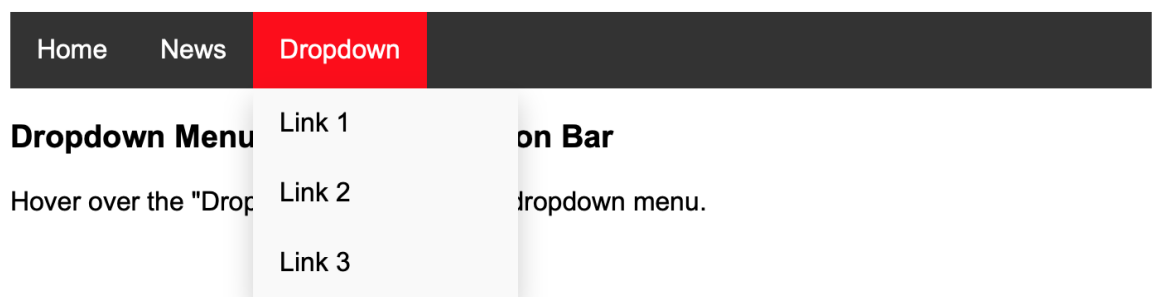 Home News Dropdown
Link 1
Dropdown Menu on Bar
Link 2
Hover over the "Drop dropdown menu.
Link 3